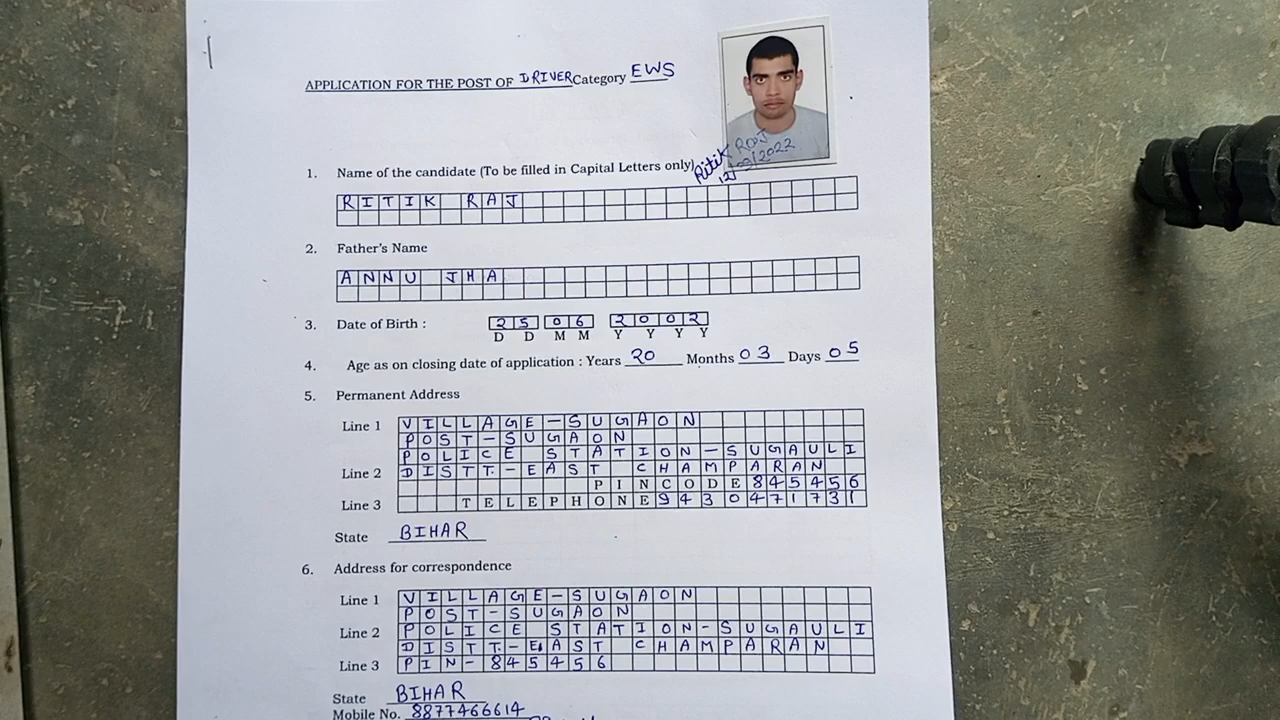 APPLICATION FOR THE POST OF DRIVER Category EWS
Ritik Raj
12/09/2022
1. Name of the candidate (To be filled in Capital Letters only)
RITIK RAJ
2. Father's Name
ANNU JHA
3. Date of Birth : 25 06 2002
D D M M Y Y Y Y
4. Age as on closing date of application : Years 20 Months 03 Days 05
5. Permanent Address
Line 1 VILLAGE-SUGAON
POST-SUGAON
POLICE STATION-SUGAULI
Line 2 DISTT.-EAST CHAMPARAN
PINCODE 845456
Line 3 TELEPHONE 9430471731
State BIHAR
6. Address for correspondence
Line 1 VILLAGE-SUGAON
POST-SUGAON
Line 2 POLICE STATION-SUGAULI
DISTT.-EAST CHAMPARAN
Line 3 PIN-845456
State BIHAR
Mobile No. 8877466614